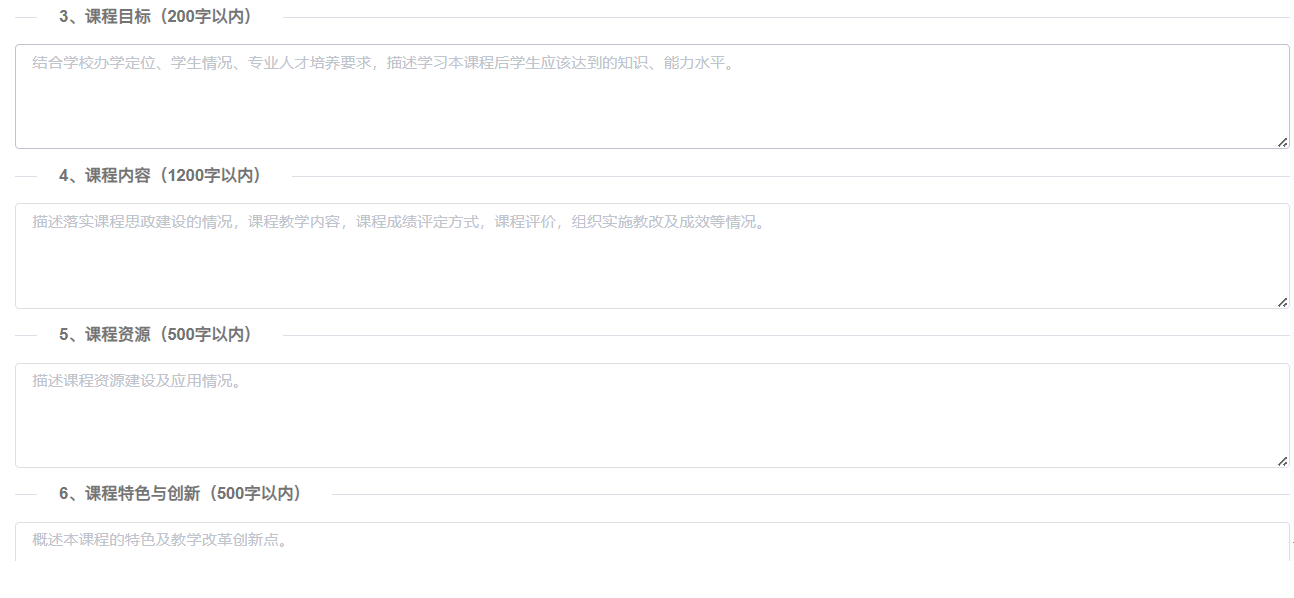 3、课程目标（200字以内）
结合学校办学定位、学生情况、专业人才培养要求，描述学习本课程后学生应该达到的知识、能力水平。
4、课程内容（1200字以内）
描述落实课程思政建设的情况，课程教学内容，课程成绩评定方式，课程评价，组织实施教改及成效等情况。
5、课程资源（500字以内）
描述课程资源建设及应用情况。
6、课程特色与创新（500字以内）
概述本课程的特色及教学改革创新点。